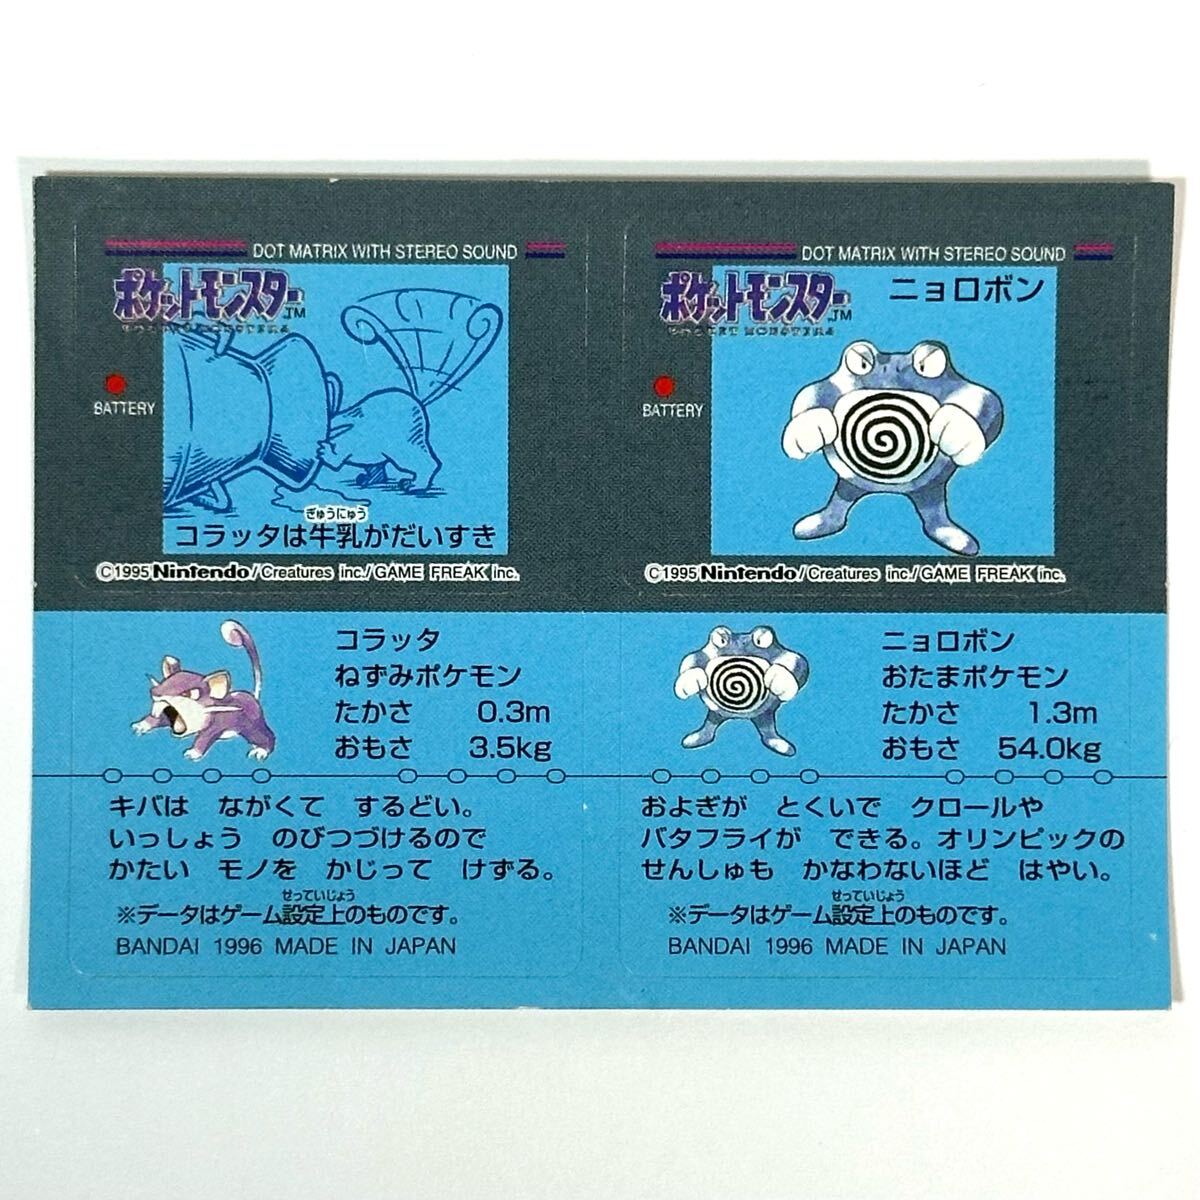 DOT MATRIX WITH STEREO SOUND
ポケットモンスター TM
POCKET MONSTERS
BATTERY
ぎゅうにゅう
コラッタは牛乳がだいすき
©1995 Nintendo/Creatures inc./GAME FREAK inc.
コラッタ
ねずみポケモン
たかさ 0.3m
おもさ 3.5kg
キバは ながくて するどい。
いっしょう のびつづけるので
かたい モノを かじって けずる。
せっていじょう
※データはゲーム設定上のものです。
BANDAI 1996 MADE IN JAPAN
DOT MATRIX WITH STEREO SOUND
ポケットモンスター TM
POCKET MONSTERS
ニョロボン
BATTERY
©1995 Nintendo/Creatures inc./GAME FREAK inc.
ニョロボン
おたまポケモン
たかさ 1.3m
おもさ 54.0kg
およぎが とくいで クロールや
バタフライが できる。オリンピックの
せんしゅも かなわないほど はやい。
せっていじょう
※データはゲーム設定上のものです。
BANDAI 1996 MADE IN JAPAN